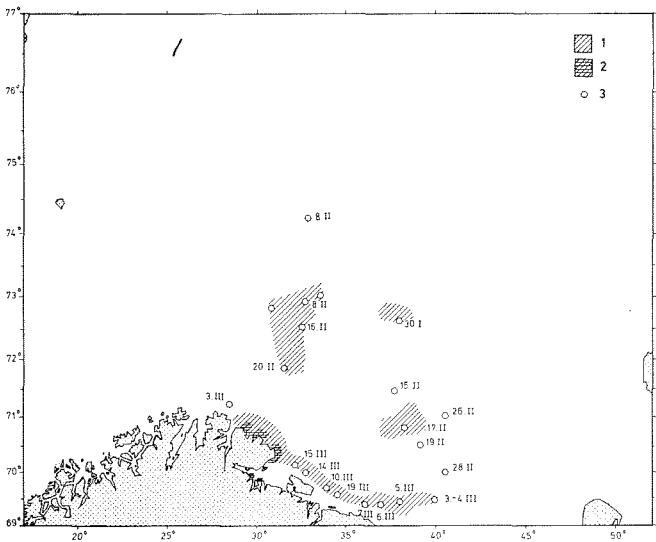 77°
1
2
3
76°
75°
74°
8 II
73°
8 II
30 I
16. II
72°
20 II
15 II
3. III
26. II
71°
17. II
19 II
15 III
14 III
28 II
70°
10. III
19 III
5. III
3.-4 III
7 III
6. III
69°
20° 25° 30° 35° 40° 45° 50°